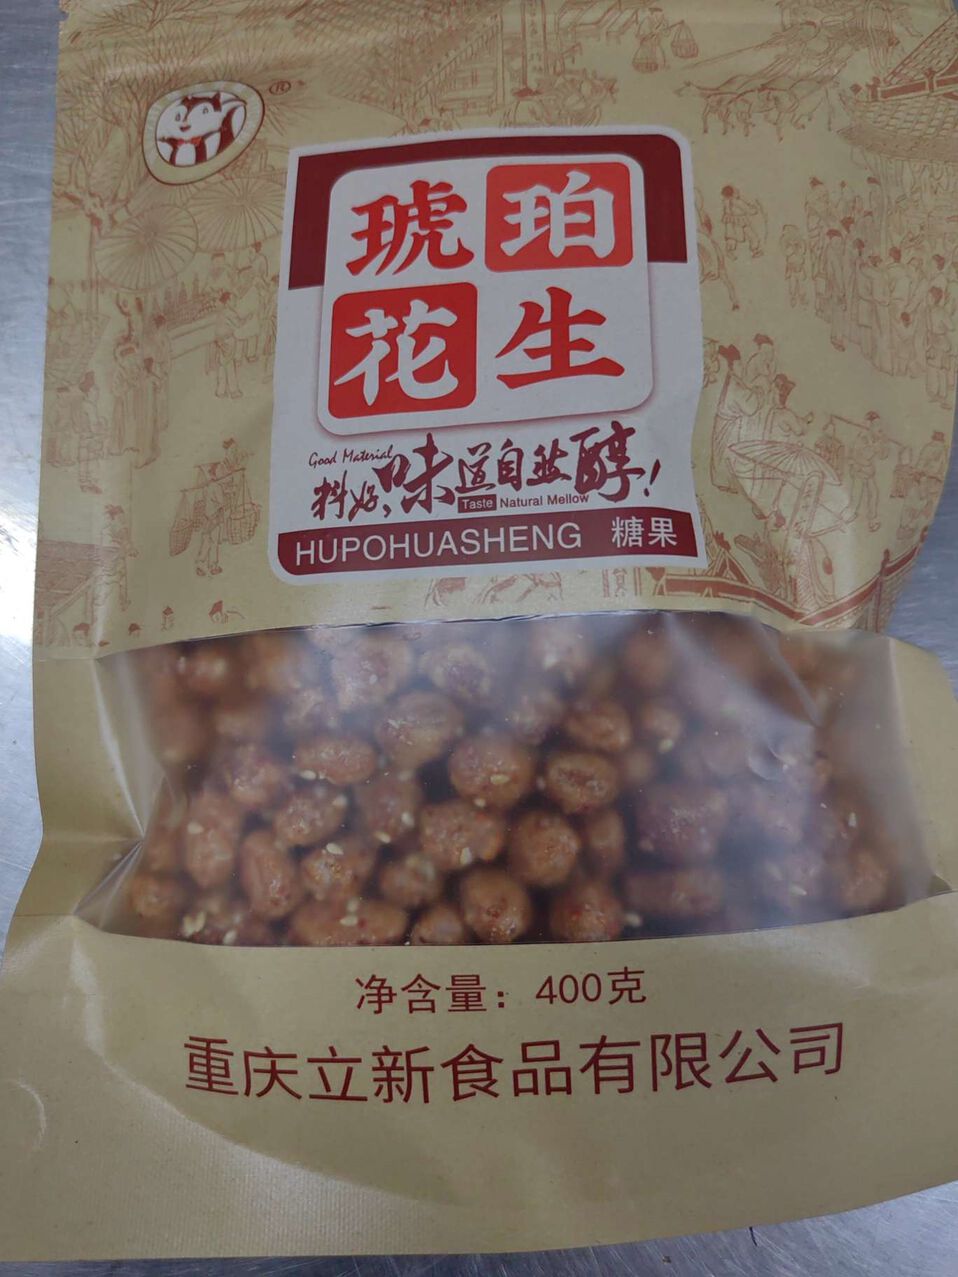 ®
琥珀
花生
Good Material
料好,味道自然醇!
Taste Natural Mellow
HUPOHUASHENG 糖果
净含量：400克
重庆立新食品有限公司